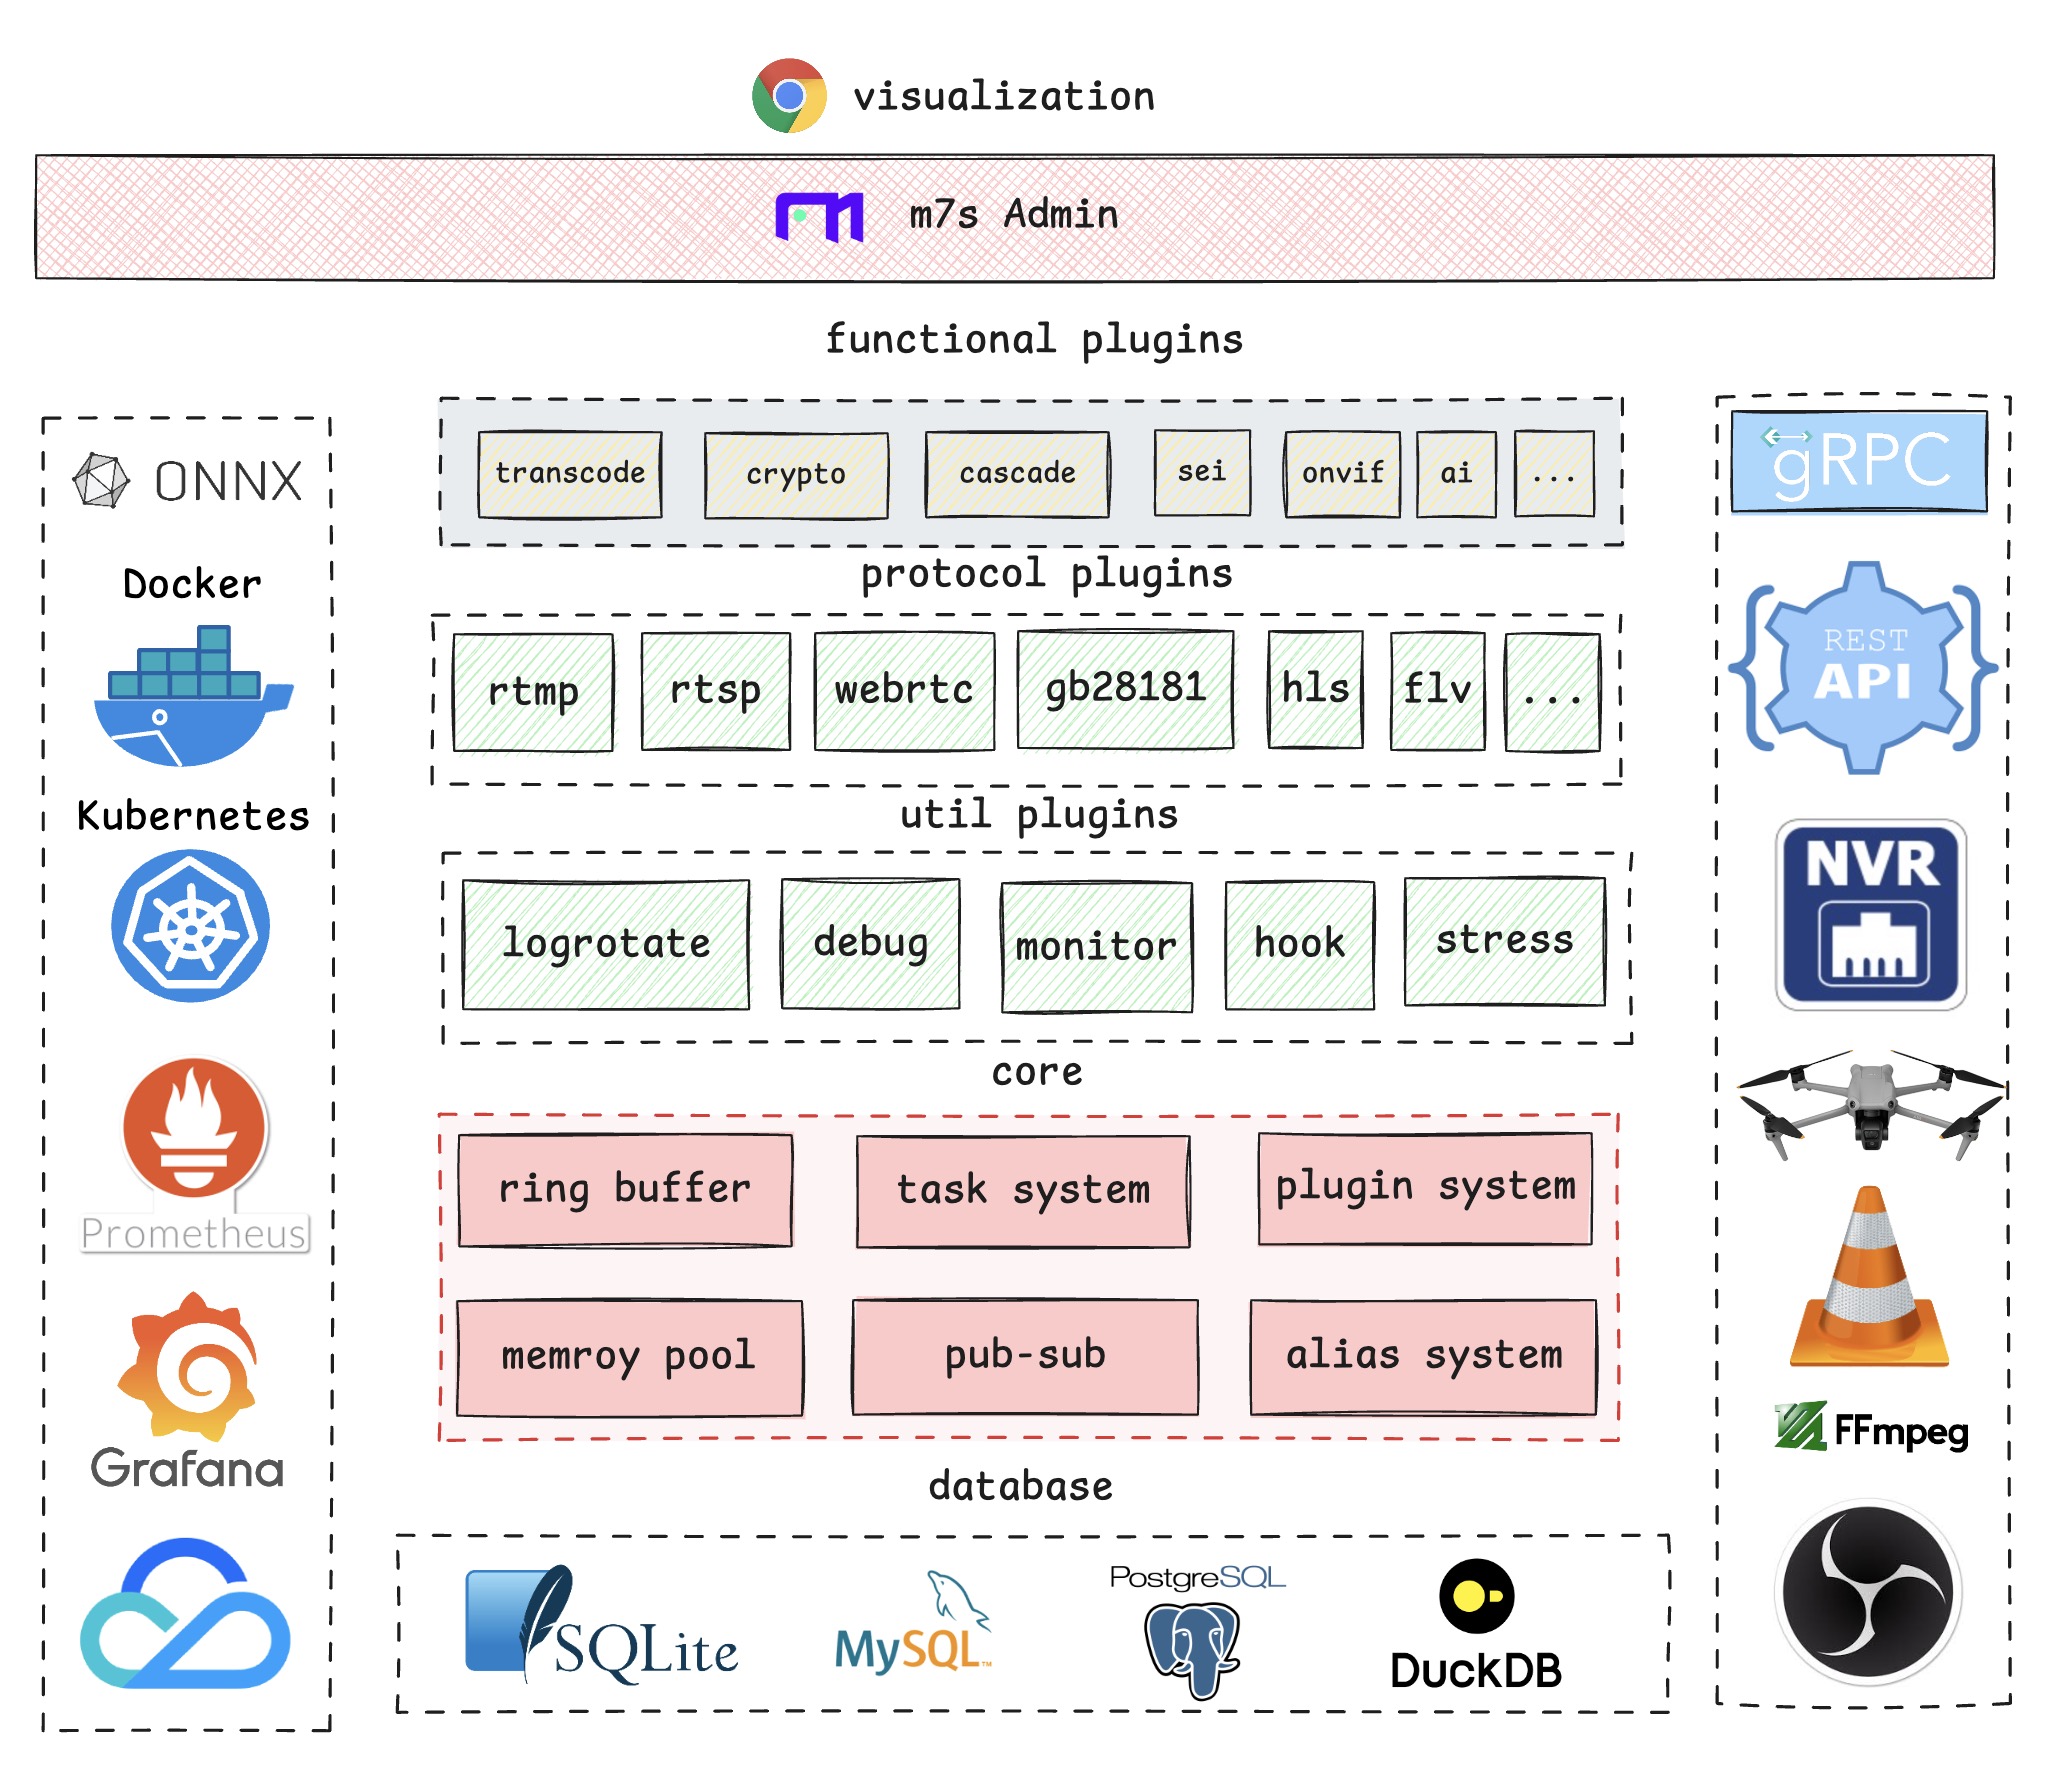 visualization
m7s Admin
functional plugins
transcode crypto cascade sei onvif ai ...
protocol plugins
rtmp rtsp webrtc gb28181 hls flv ...
util plugins
logrotate debug monitor hook stress
core
ring buffer task system plugin system
memroy pool pub-sub alias system
database
SQLite MySQL™ PostgreSQL DuckDB
ONNX
Docker
Kubernetes
Prometheus
Grafana
gRPC
REST
API
NVR
FFmpeg